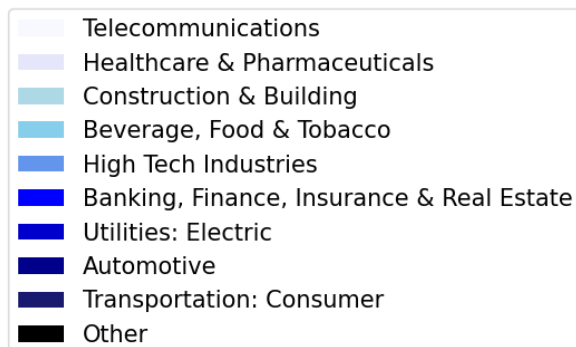 Telecommunications
Healthcare & Pharmaceuticals
Construction & Building
Beverage, Food & Tobacco
High Tech Industries
Banking, Finance, Insurance & Real Estate
Utilities: Electric
Automotive
Transportation: Consumer
Other